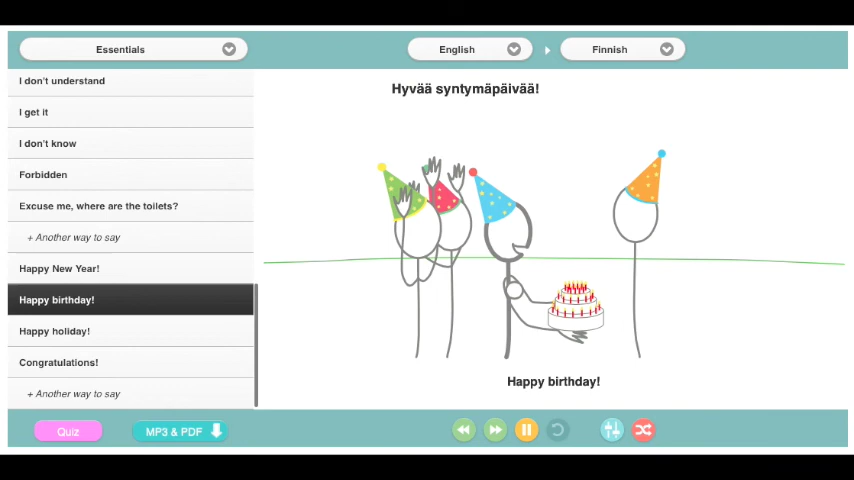 Essentials
English
Finnish
I don't understand
I get it
I don't know
Forbidden
Excuse me, where are the toilets?
+ Another way to say
Happy New Year!
Happy birthday!
Happy holiday!
Congratulations!
+ Another way to say
Hyvää syntymäpäivää!
Happy birthday!
Quiz
MP3 & PDF